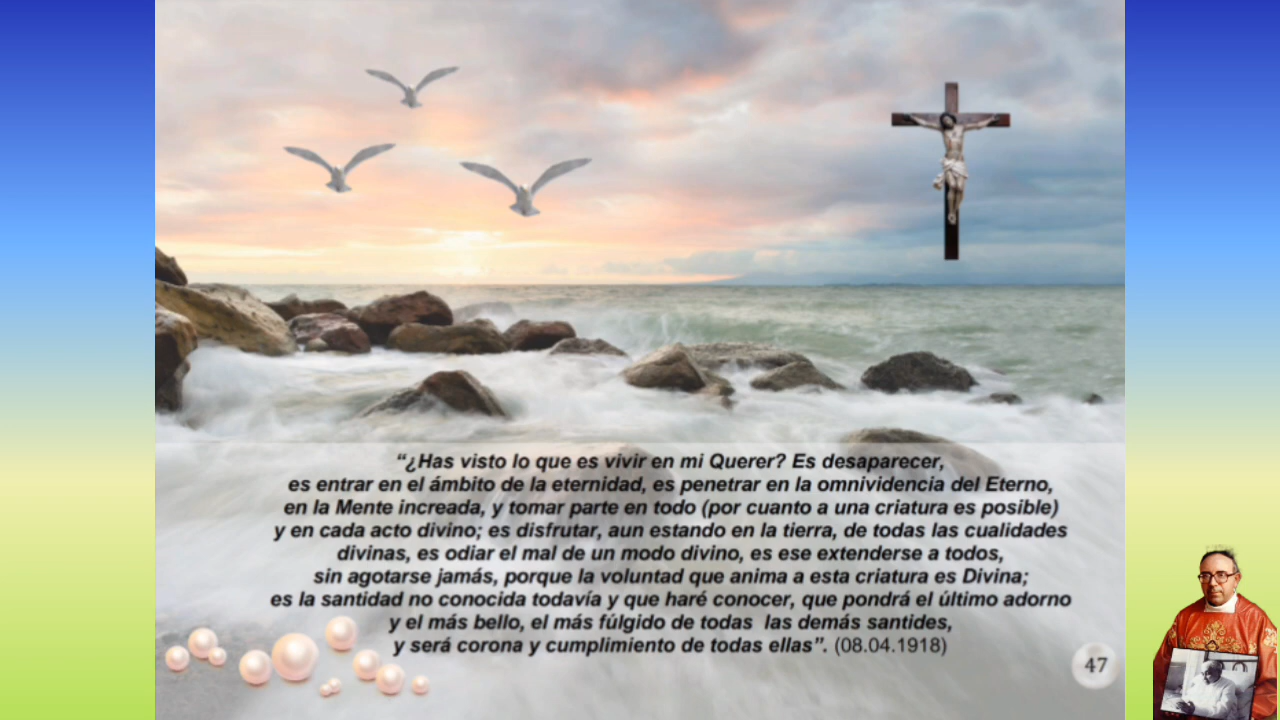 “¿Has visto lo que es vivir en mi Querer? Es desaparecer,
es entrar en el ámbito de la eternidad, es penetrar en la omnividencia del Eterno,
en la Mente increada, y tomar parte en todo (por cuanto a una criatura es posible)
y en cada acto divino; es disfrutar, aun estando en la tierra, de todas las cualidades
divinas, es odiar el mal de un modo divino, es ese extenderse a todos,
sin agotarse jamás, porque la voluntad que anima a esta criatura es Divina;
es la santidad no conocida todavía y que haré conocer, que pondrá el último adorno
y el más bello, el más fúlgido de todas las demás santides,
y será corona y cumplimiento de todas ellas”. (08.04.1918)
47